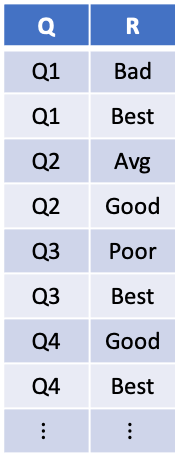 Q R
Q1 Bad
Q1 Best
Q2 Avg
Q2 Good
Q3 Poor
Q3 Best
Q4 Good
Q4 Best
⋮ ⋮